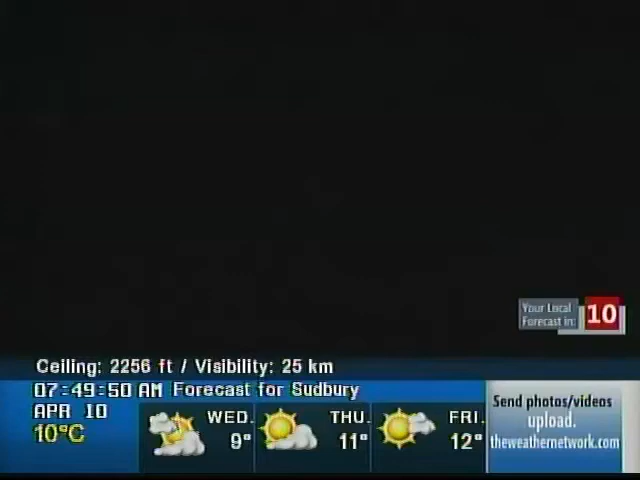 Your Local
Forecast in:
10
Ceiling: 2256 ft / Visibility: 25 km
07:49:50 AM Forecast for Sudbury
APR 10
10°C
WED.
9°
THU.
11°
FRI.
12°
Send photos/videos
upload.
theweathernetwork.com